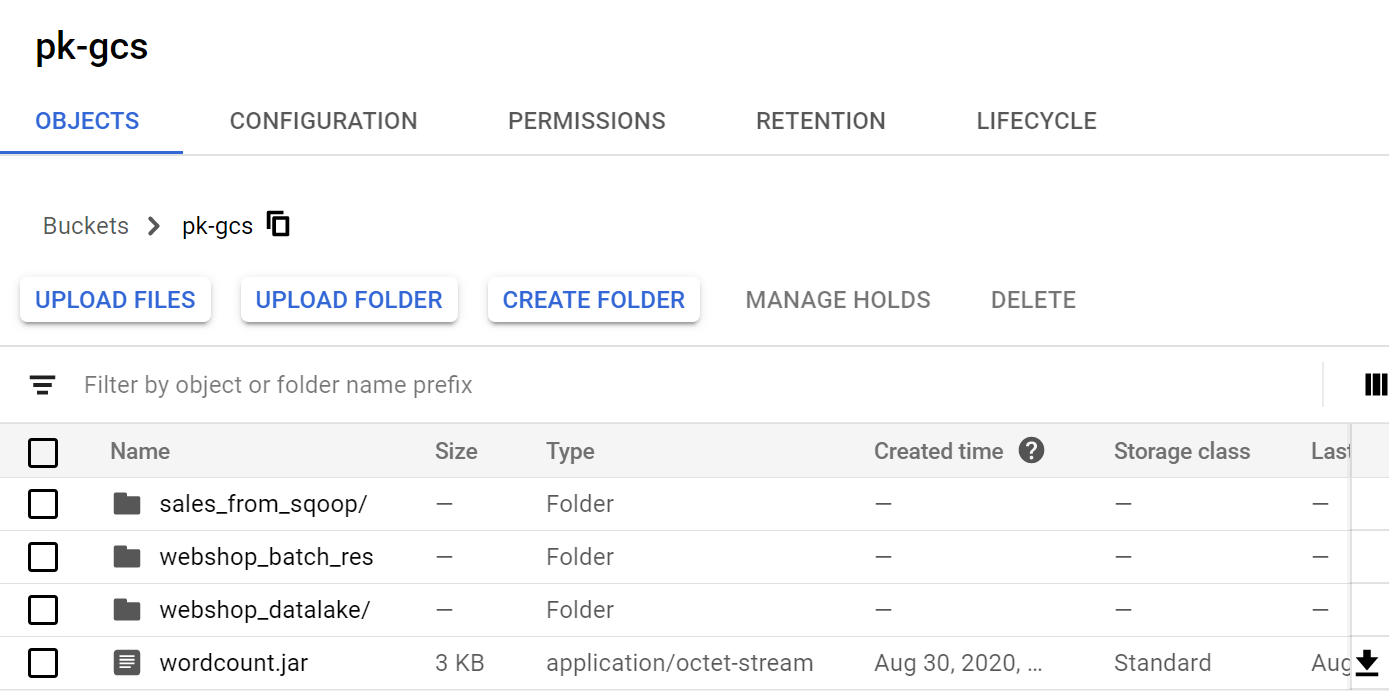 pk-gcs
OBJECTS CONFIGURATION PERMISSIONS RETENTION LIFECYCLE
Buckets pk-gcs
UPLOAD FILES UPLOAD FOLDER CREATE FOLDER MANAGE HOLDS DELETE
Filter by object or folder name prefix
Name Size Type Created time ? Storage class Last
sales_from_sqoop/ — Folder — — —
webshop_batch_res — Folder — — —
webshop_datalake/ — Folder — — —
wordcount.jar 3 KB application/octet-stream Aug 30, 2020, ... Standard Aug